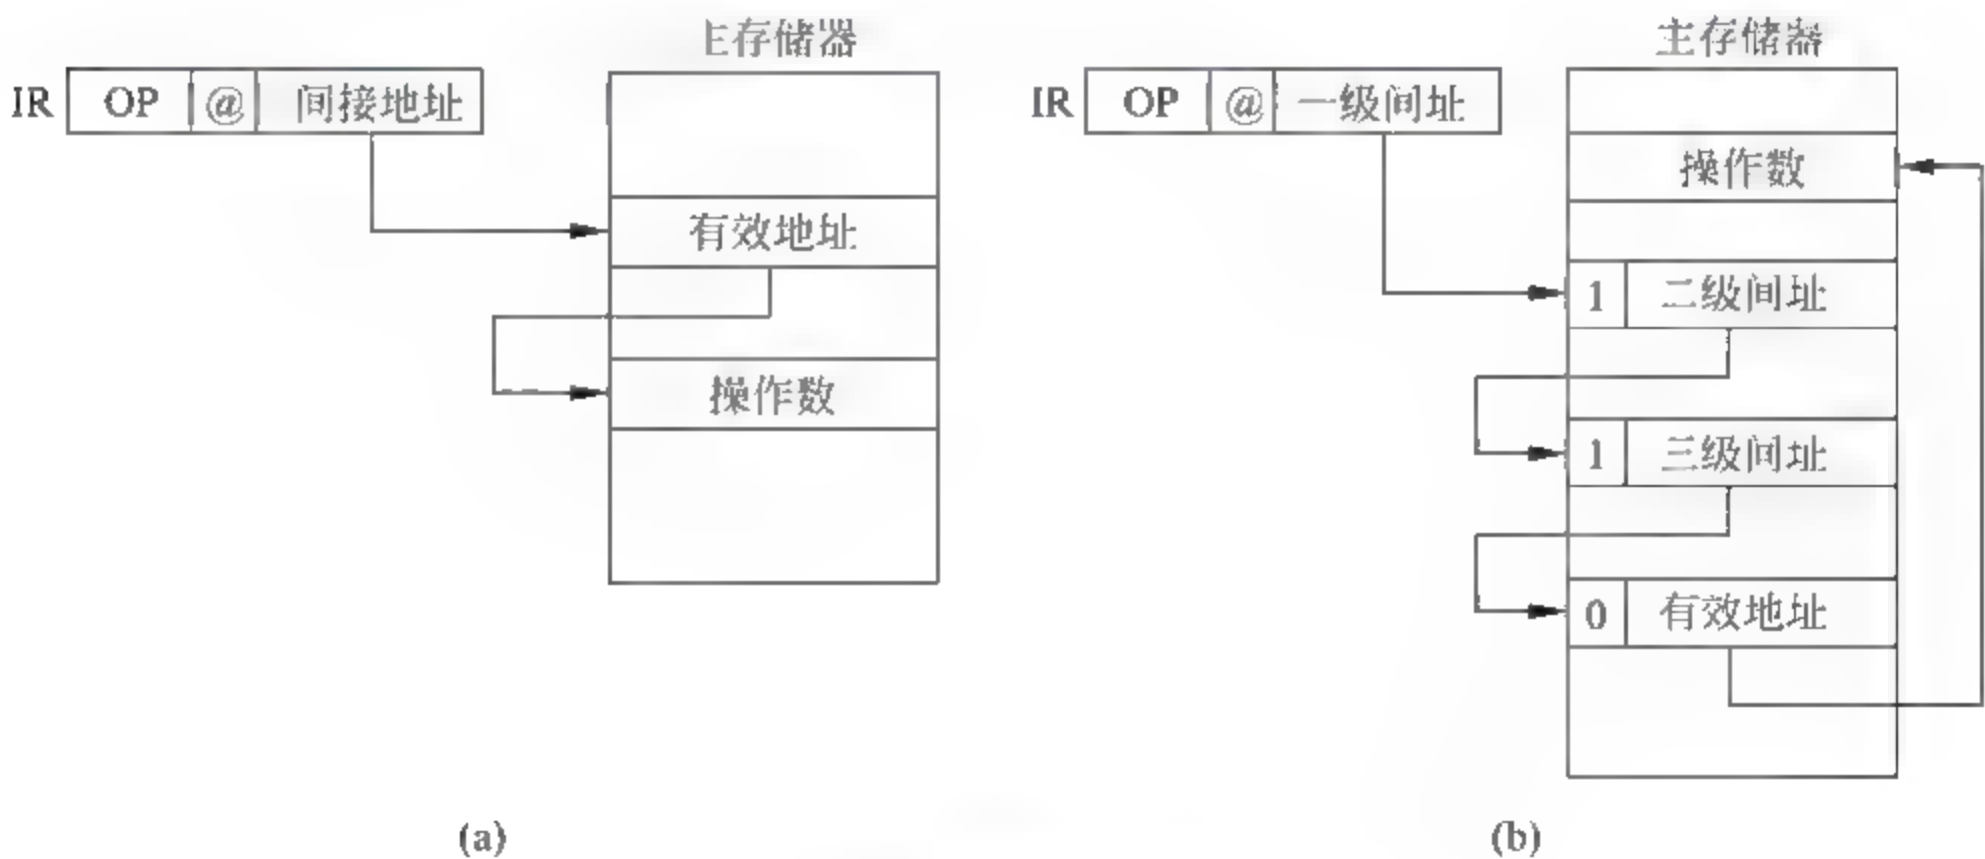 主存储器
IR OP @ 间接地址
有效地址
操作数
(a)
主存储器
IR OP @ 一级间址
操作数
1 二级间址
1 三级间址
0 有效地址
(b)